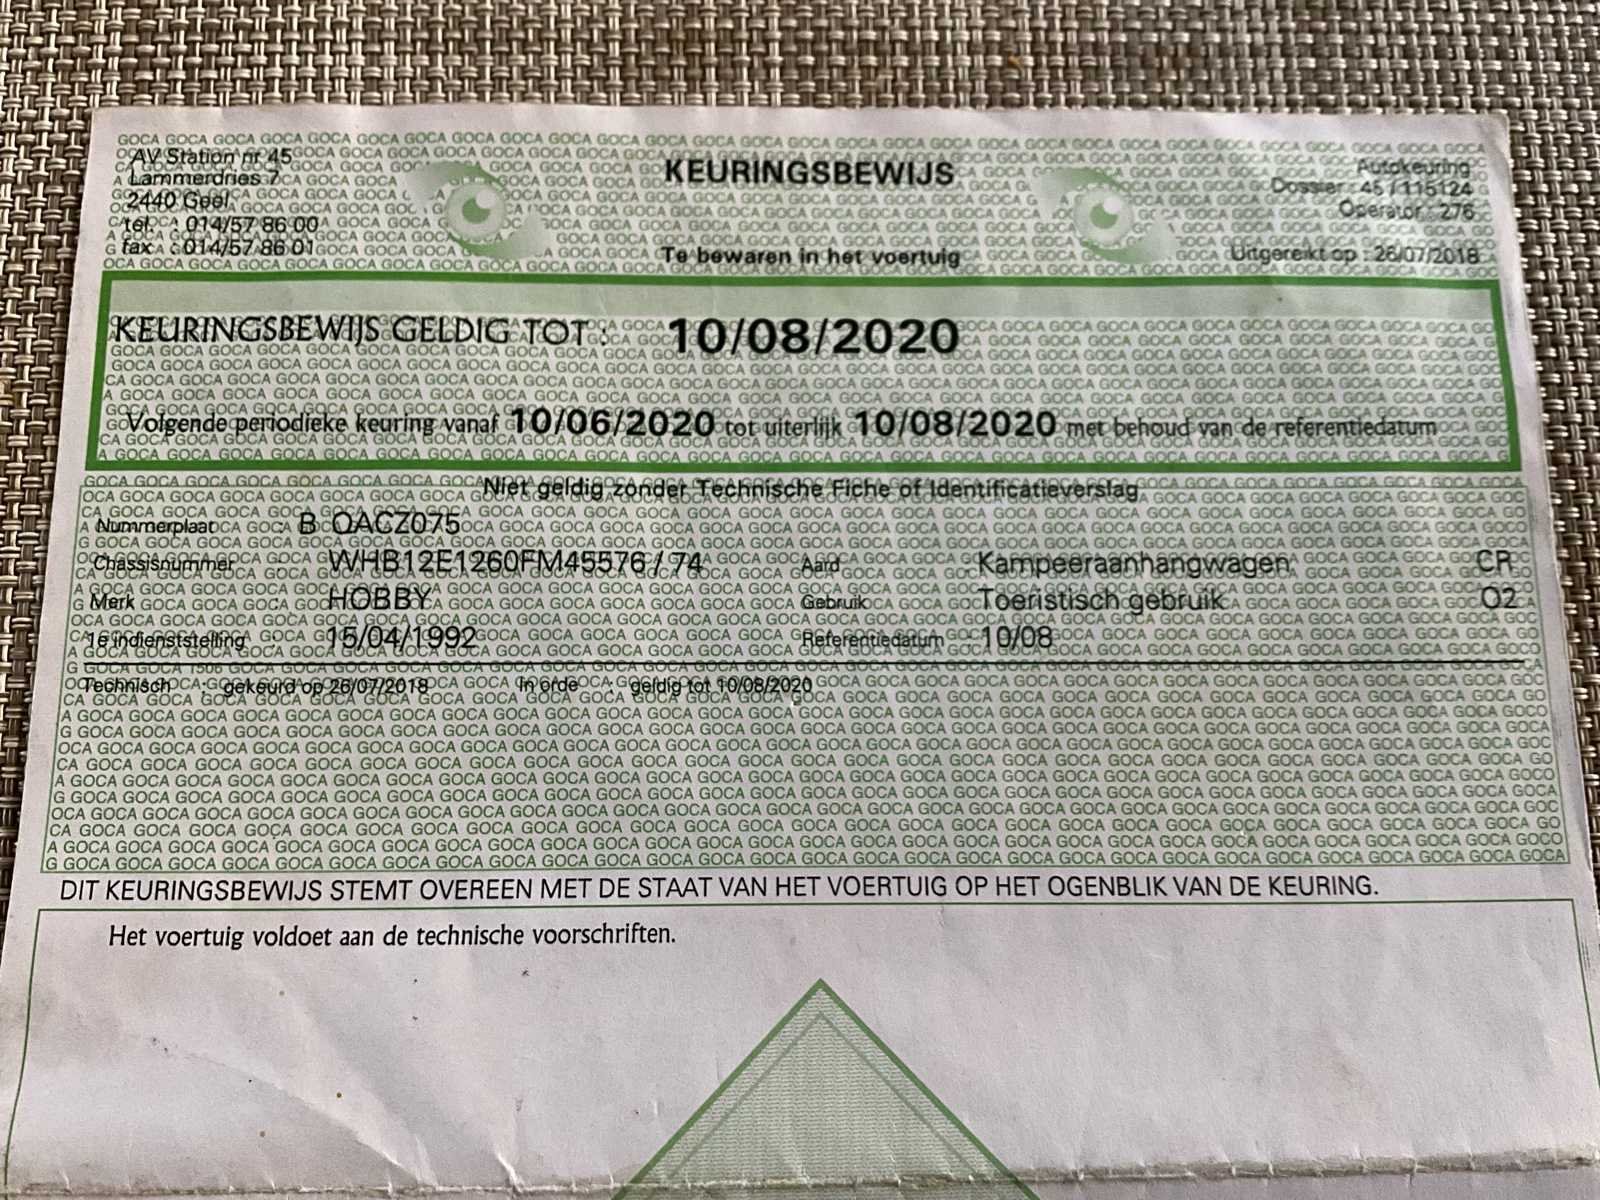 AV Station nr 45
Lammerdries 7
2440 Geel
tel. : 014/57 86 00
fax : 014/57 86 01
KEURINGSBEWIJS
Te bewaren in het voertuig
Autokeuring
Dossier : 45 / 115124
Operator : 276
Uitgereikt op : 26/07/2018
KEURINGSBEWIJS GELDIG TOT : 10/08/2020
Volgende periodieke keuring vanaf 10/06/2020 tot uiterlijk 10/08/2020 met behoud van de referentiedatum
Niet geldig zonder Technische Fiche of Identificatieverslag
Nummerplaat : B QACZ075
Chassisnummer : WHB12E1260FM45576 / 74 Aard : Kampeeraanhangwagen CR
Merk : HOBBY Gebruik : Toeristisch gebruik O2
1e indienststelling : 15/04/1992 Referentiedatum : 10/08
Technisch : gekeurd op 26/07/2018 In orde : geldig tot 10/08/2020
DIT KEURINGSBEWIJS STEMT OVEREEN MET DE STAAT VAN HET VOERTUIG OP HET OGENBLIK VAN DE KEURING.
Het voertuig voldoet aan de technische voorschriften.